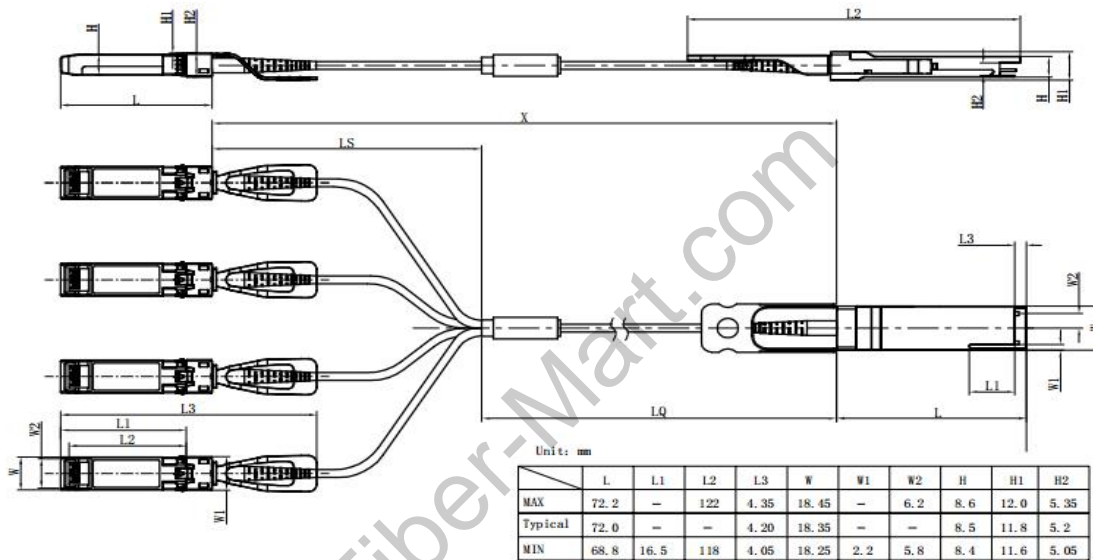 L2
H1
H2
H
L
H2
H
H1
X
LS
L3
W2
L3
L1
L2
W2
W
W1
LQ
L1
L
W1
Unit: mm
L L1 L2 L3 W W1 W2 H H1 H2
MAX 72.2 — 122 4.35 18.45 — 6.2 8.6 12.0 5.35
Typical 72.0 — — 4.20 18.35 — — 8.5 11.8 5.2
MIN 68.8 16.5 118 4.05 18.25 2.2 5.8 8.4 11.6 5.05
Fiber-Mart.com